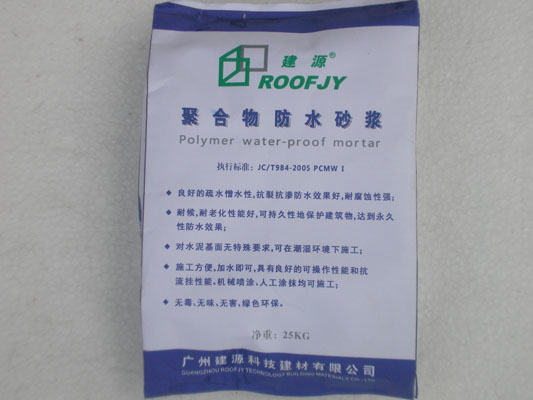 建源®
ROOFJY
聚合物防水砂浆
Polymer water-proof mortar
执行标准: JC/T984-2005 PCMW I
◆ 良好的疏水憎水性,抗裂抗渗防水效果好,耐腐蚀性强;
◆ 耐候,耐老化性能好,可持久性地保护建筑物,达到永久
性防水效果;
◆ 对水泥基面无特殊要求,可在潮湿环境下施工;
◆ 施工方便,加水即可,具有良好的可操作性能和抗
流挂性能。机械喷涂、人工涂抹均可施工;
◆ 无毒、无味、无害、绿色环保。
净重: 25KG
广州建源科技建材有限公司
GUANGZHOU ROOFJY TECHNOLOGY BUILDING MATERIALS CO., LTD